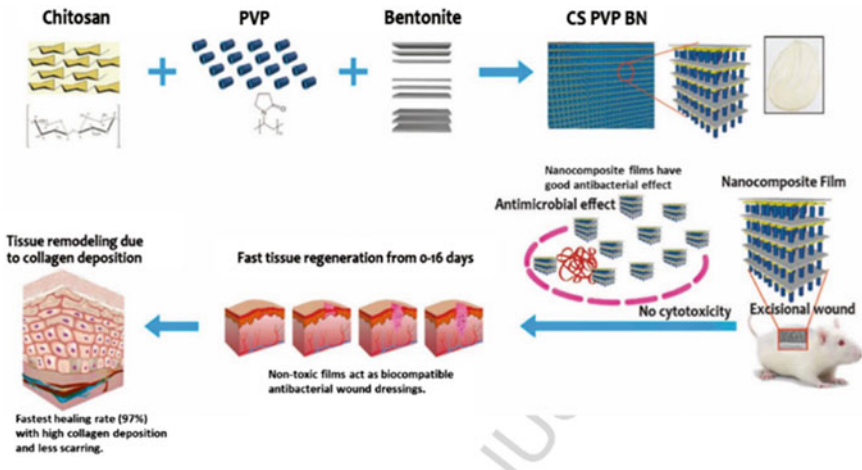 Chitosan
PVP
Bentonite
CS PVP BN
Nanocomposite films have
good antibacterial effect
Antimicrobial effect
Nanocomposite Film
No cytotoxicity
Excisional wound
Fast tissue regeneration from 0-16 days
Non-toxic films act as biocompatible
antibacterial wound dressings.
Tissue remodeling due
to collagen deposition
Fastest healing rate (97%)
with high collagen deposition
and less scarring.